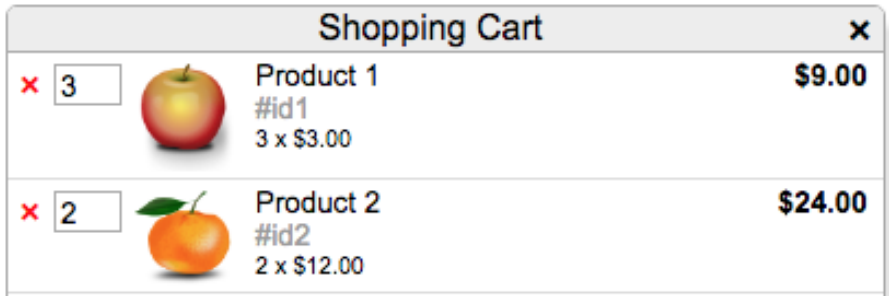 Shopping Cart ×
× 3 Product 1 $9.00
#id1
3 x $3.00
× 2 Product 2 $24.00
#id2
2 x $12.00